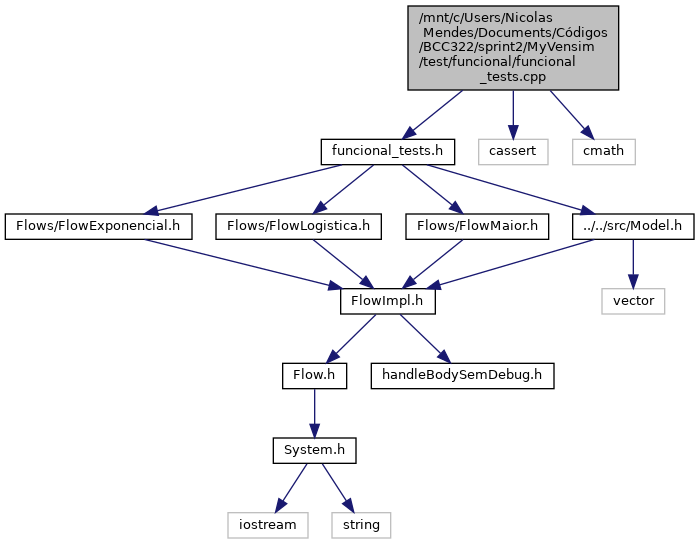 /mnt/c/Users/Nicolas
Mendes/Documents/Códigos
/BCC322/sprint2/MyVensim
/test/funcional/funcional
_tests.cpp
funcional_tests.h
cassert
cmath
Flows/FlowExponencial.h
Flows/FlowLogistica.h
Flows/FlowMaior.h
../../src/Model.h
FlowImpl.h
vector
Flow.h
handleBodySemDebug.h
System.h
iostream
string